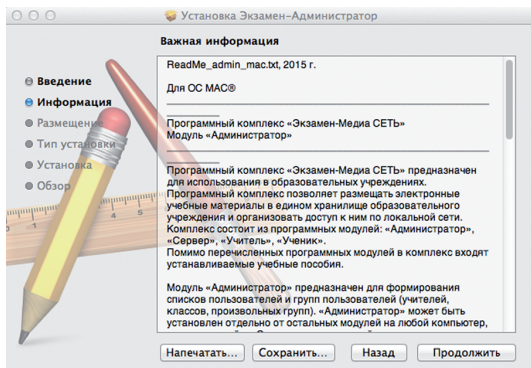 Установка Экзамен-Администратор
Важная информация
Введение
Информация
Размещение
Тип установки
Установка
Обзор
ReadMe_admin_mac.txt, 2015 г.
Для ОС MAC®
Программный комплекс «Экзамен-Медиа СЕТЬ»
Модуль «Администратор»
Программный комплекс «Экзамен-Медиа СЕТЬ» предназначен
для использования в образовательных учреждениях.
Программный комплекс позволяет размещать электронные
учебные материалы в едином хранилище образовательного
учреждения и организовать доступ к ним по локальной сети.
Комплекс состоит из программных модулей: «Администратор»,
«Сервер», «Учитель», «Ученик».
Помимо перечисленных программных модулей в комплекс входят
устанавливаемые учебные пособия.
Модуль «Администратор» предназначен для формирования
списков пользователей и групп пользователей (учителей,
классов, произвольных групп). «Администратор» может быть
установлен отдельно от остальных модулей на любой компьютер,
Напечатать...
Сохранить...
Назад
Продолжить